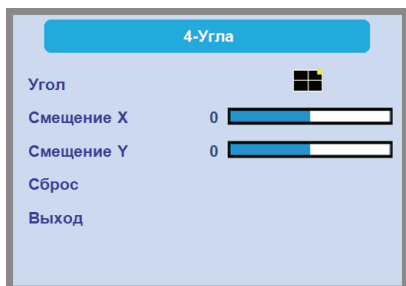 4-Угла
Угол
Смещение X 0
Смещение Y 0
Сброс
Выход